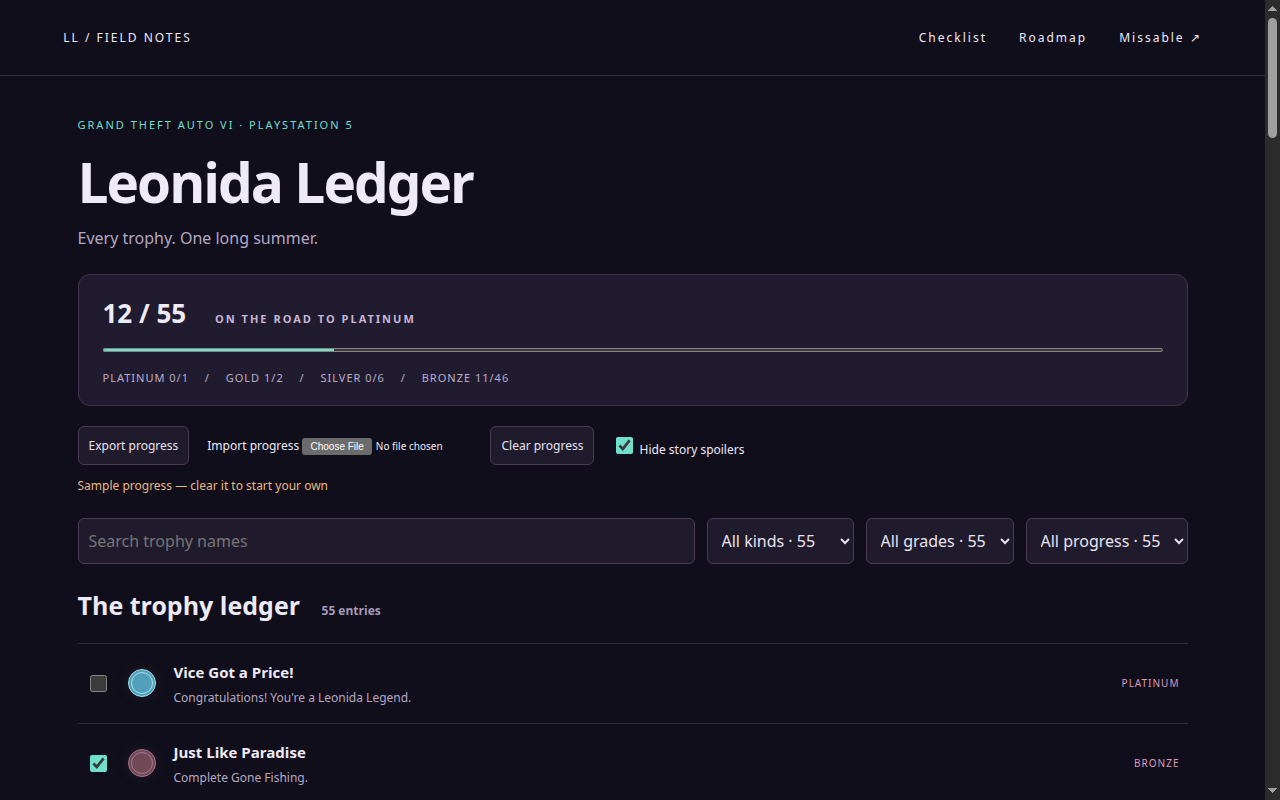 LL / FIELD NOTES
Checklist Roadmap Missable ↗
GRAND THEFT AUTO VI · PLAYSTATION 5
Leonida Ledger
Every trophy. One long summer.
12 / 55 ON THE ROAD TO PLATINUM
PLATINUM 0/1 / GOLD 1/2 / SILVER 0/6 / BRONZE 11/46
Export progress Import progress Choose File No file chosen Clear progress Hide story spoilers
Sample progress — clear it to start your own
Search trophy names All kinds · 55 All grades · 55 All progress · 55
The trophy ledger 55 entries
Vice Got a Price!
Congratulations! You're a Leonida Legend.
PLATINUM
Just Like Paradise
Complete Gone Fishing.
BRONZE